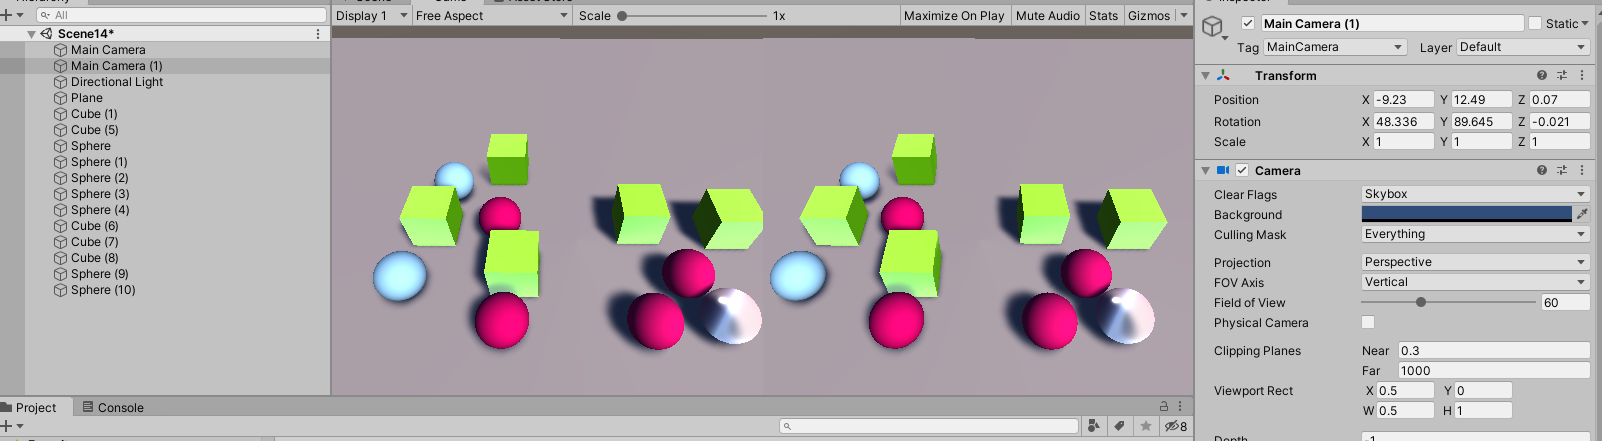 Hierarchy
All
Scene14*
Main Camera
Main Camera (1)
Directional Light
Plane
Cube (1)
Cube (5)
Sphere
Sphere (1)
Sphere (2)
Sphere (3)
Sphere (4)
Cube (6)
Cube (7)
Cube (8)
Sphere (9)
Sphere (10)
Display 1 Free Aspect Scale 1x Maximize On Play Mute Audio Stats Gizmos
Project Console
8
Inspector
Main Camera (1) Static
Tag MainCamera Layer Default
Transform
Position X -9.23 Y 12.49 Z 0.07
Rotation X 48.336 Y 89.645 Z -0.021
Scale X 1 Y 1 Z 1
Camera
Clear Flags Skybox
Background
Culling Mask Everything
Projection Perspective
FOV Axis Vertical
Field of View 60
Physical Camera
Clipping Planes Near 0.3
Far 1000
Viewport Rect X 0.5 Y 0
W 0.5 H 1
Depth -1